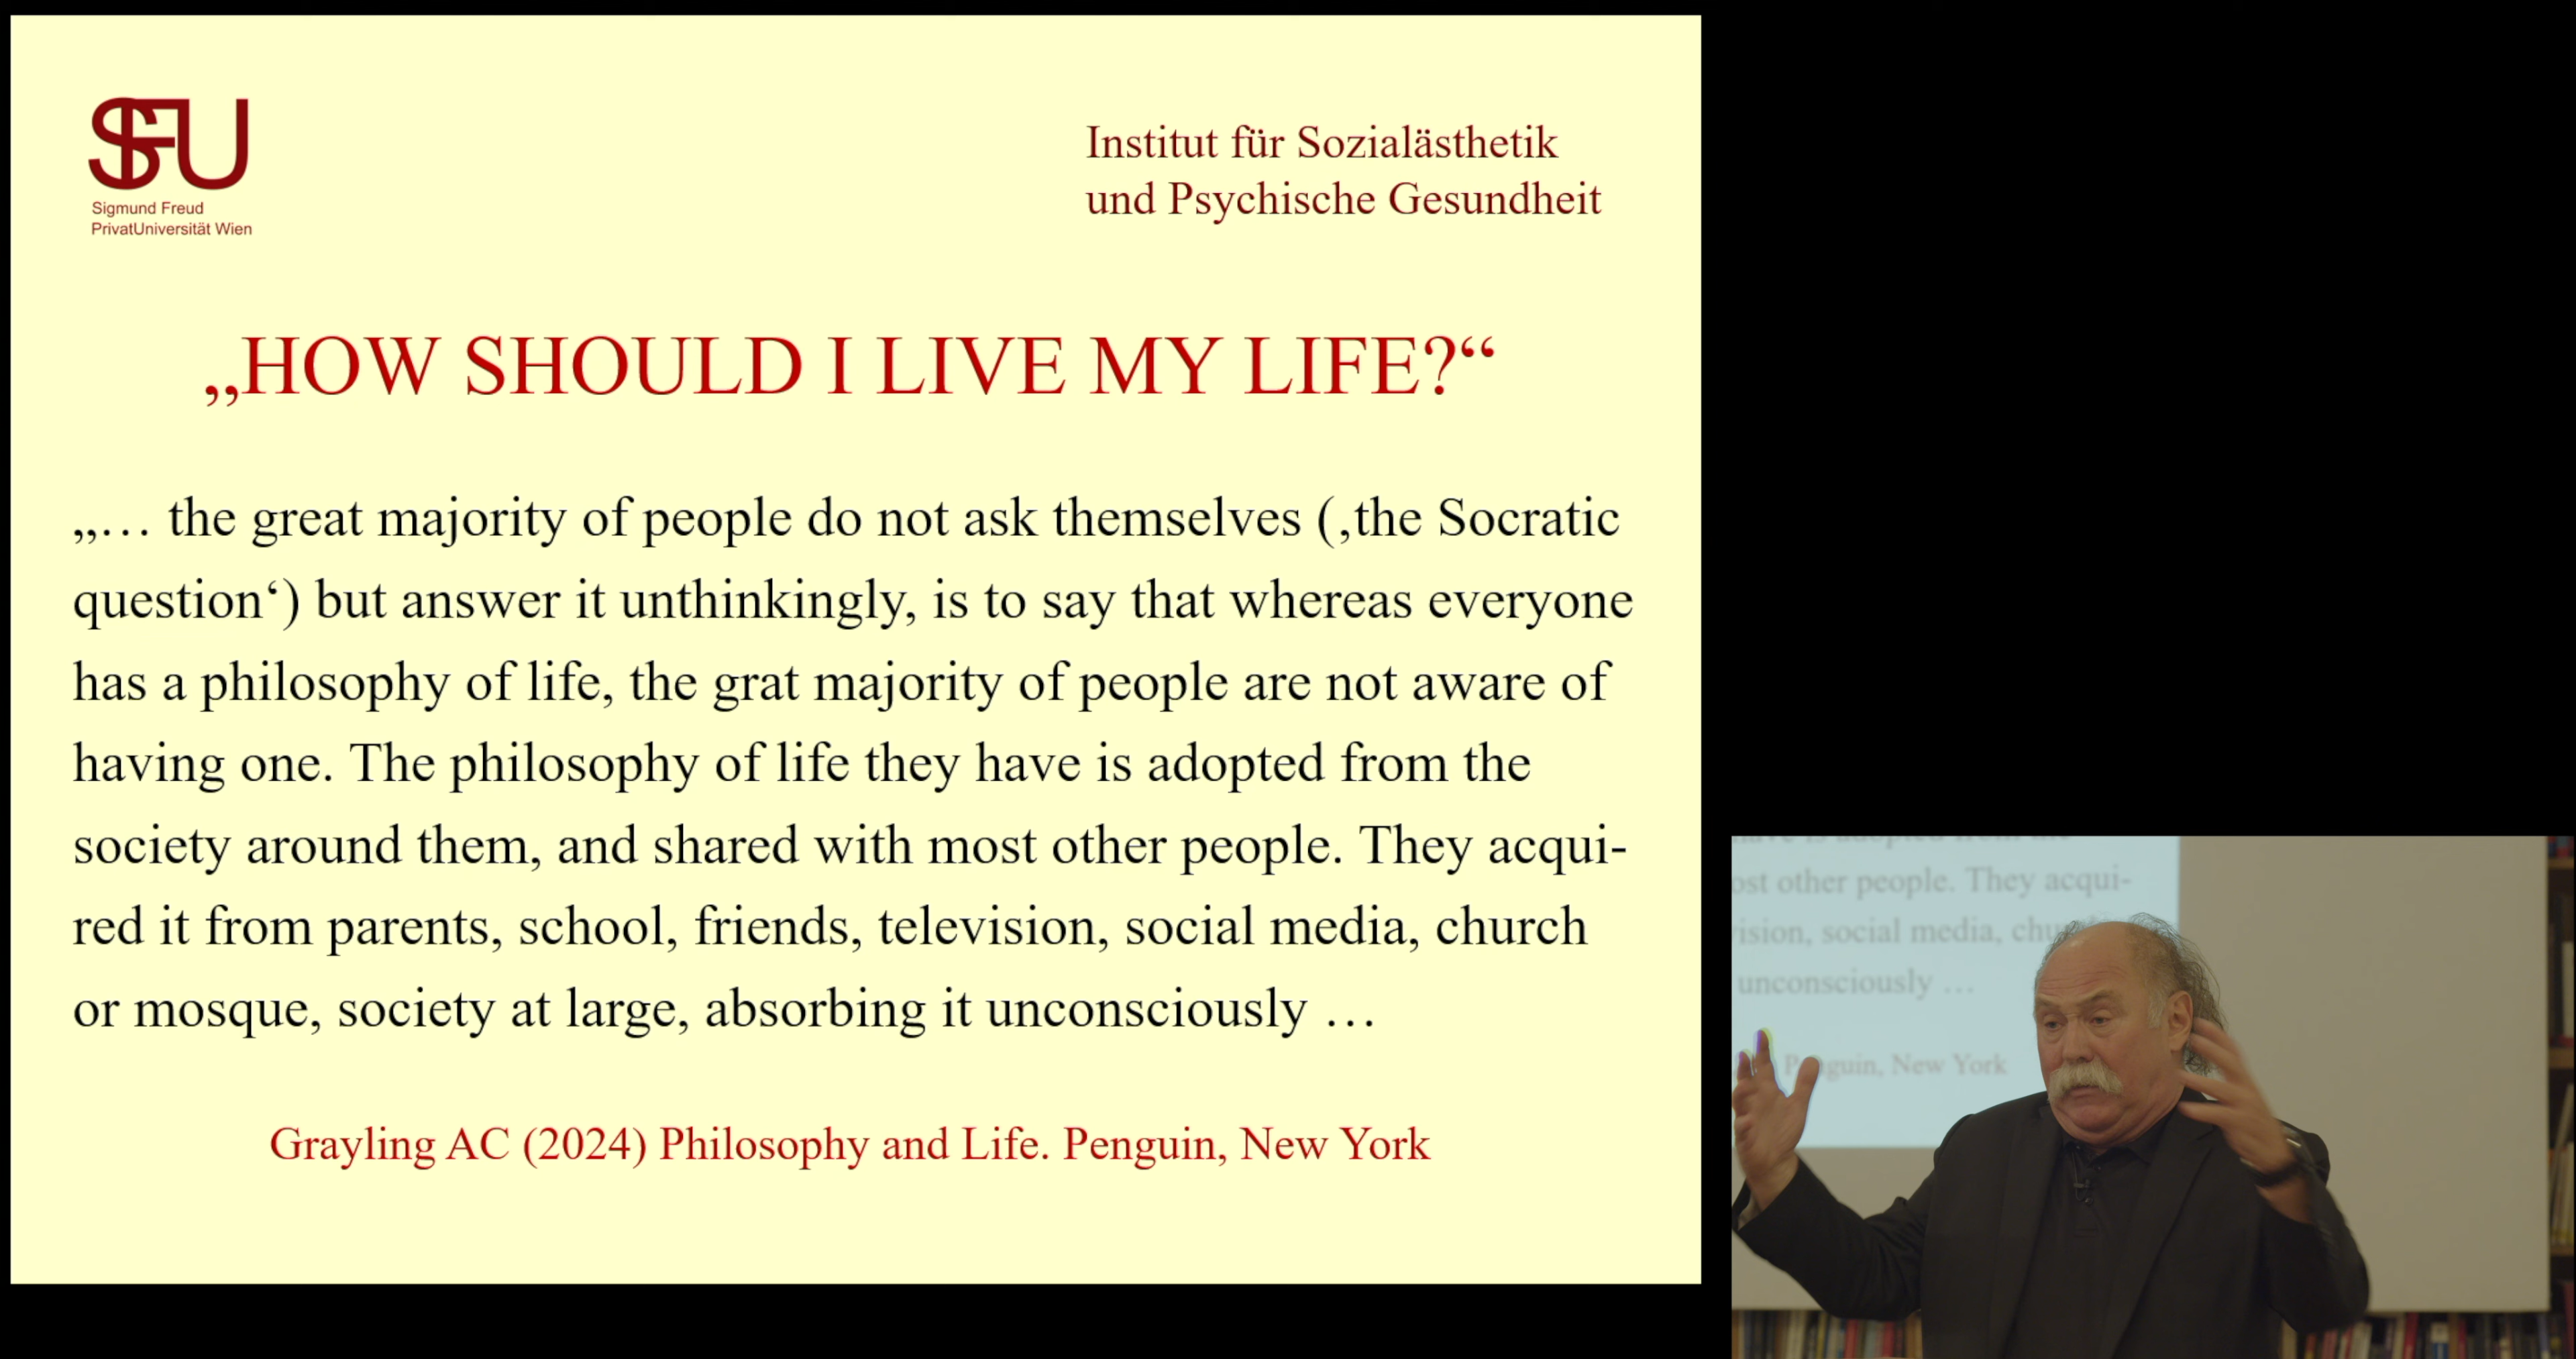 SFU
Sigmund Freud
PrivatUniversität Wien
Institut für Sozialästhetik
und Psychische Gesundheit
„HOW SHOULD I LIVE MY LIFE?“
„… the great majority of people do not ask themselves (‚the Socratic
question‘) but answer it unthinkingly, is to say that whereas everyone
has a philosophy of life, the grat majority of people are not aware of
having one. The philosophy of life they have is adopted from the
society around them, and shared with most other people. They acqui-
red it from parents, school, friends, television, social media, church
or mosque, society at large, absorbing it unconsciously …
Grayling AC (2024) Philosophy and Life. Penguin, New York
ost other people. They acqui-
ision, social media, chu
unconsciously …
Penguin, New York